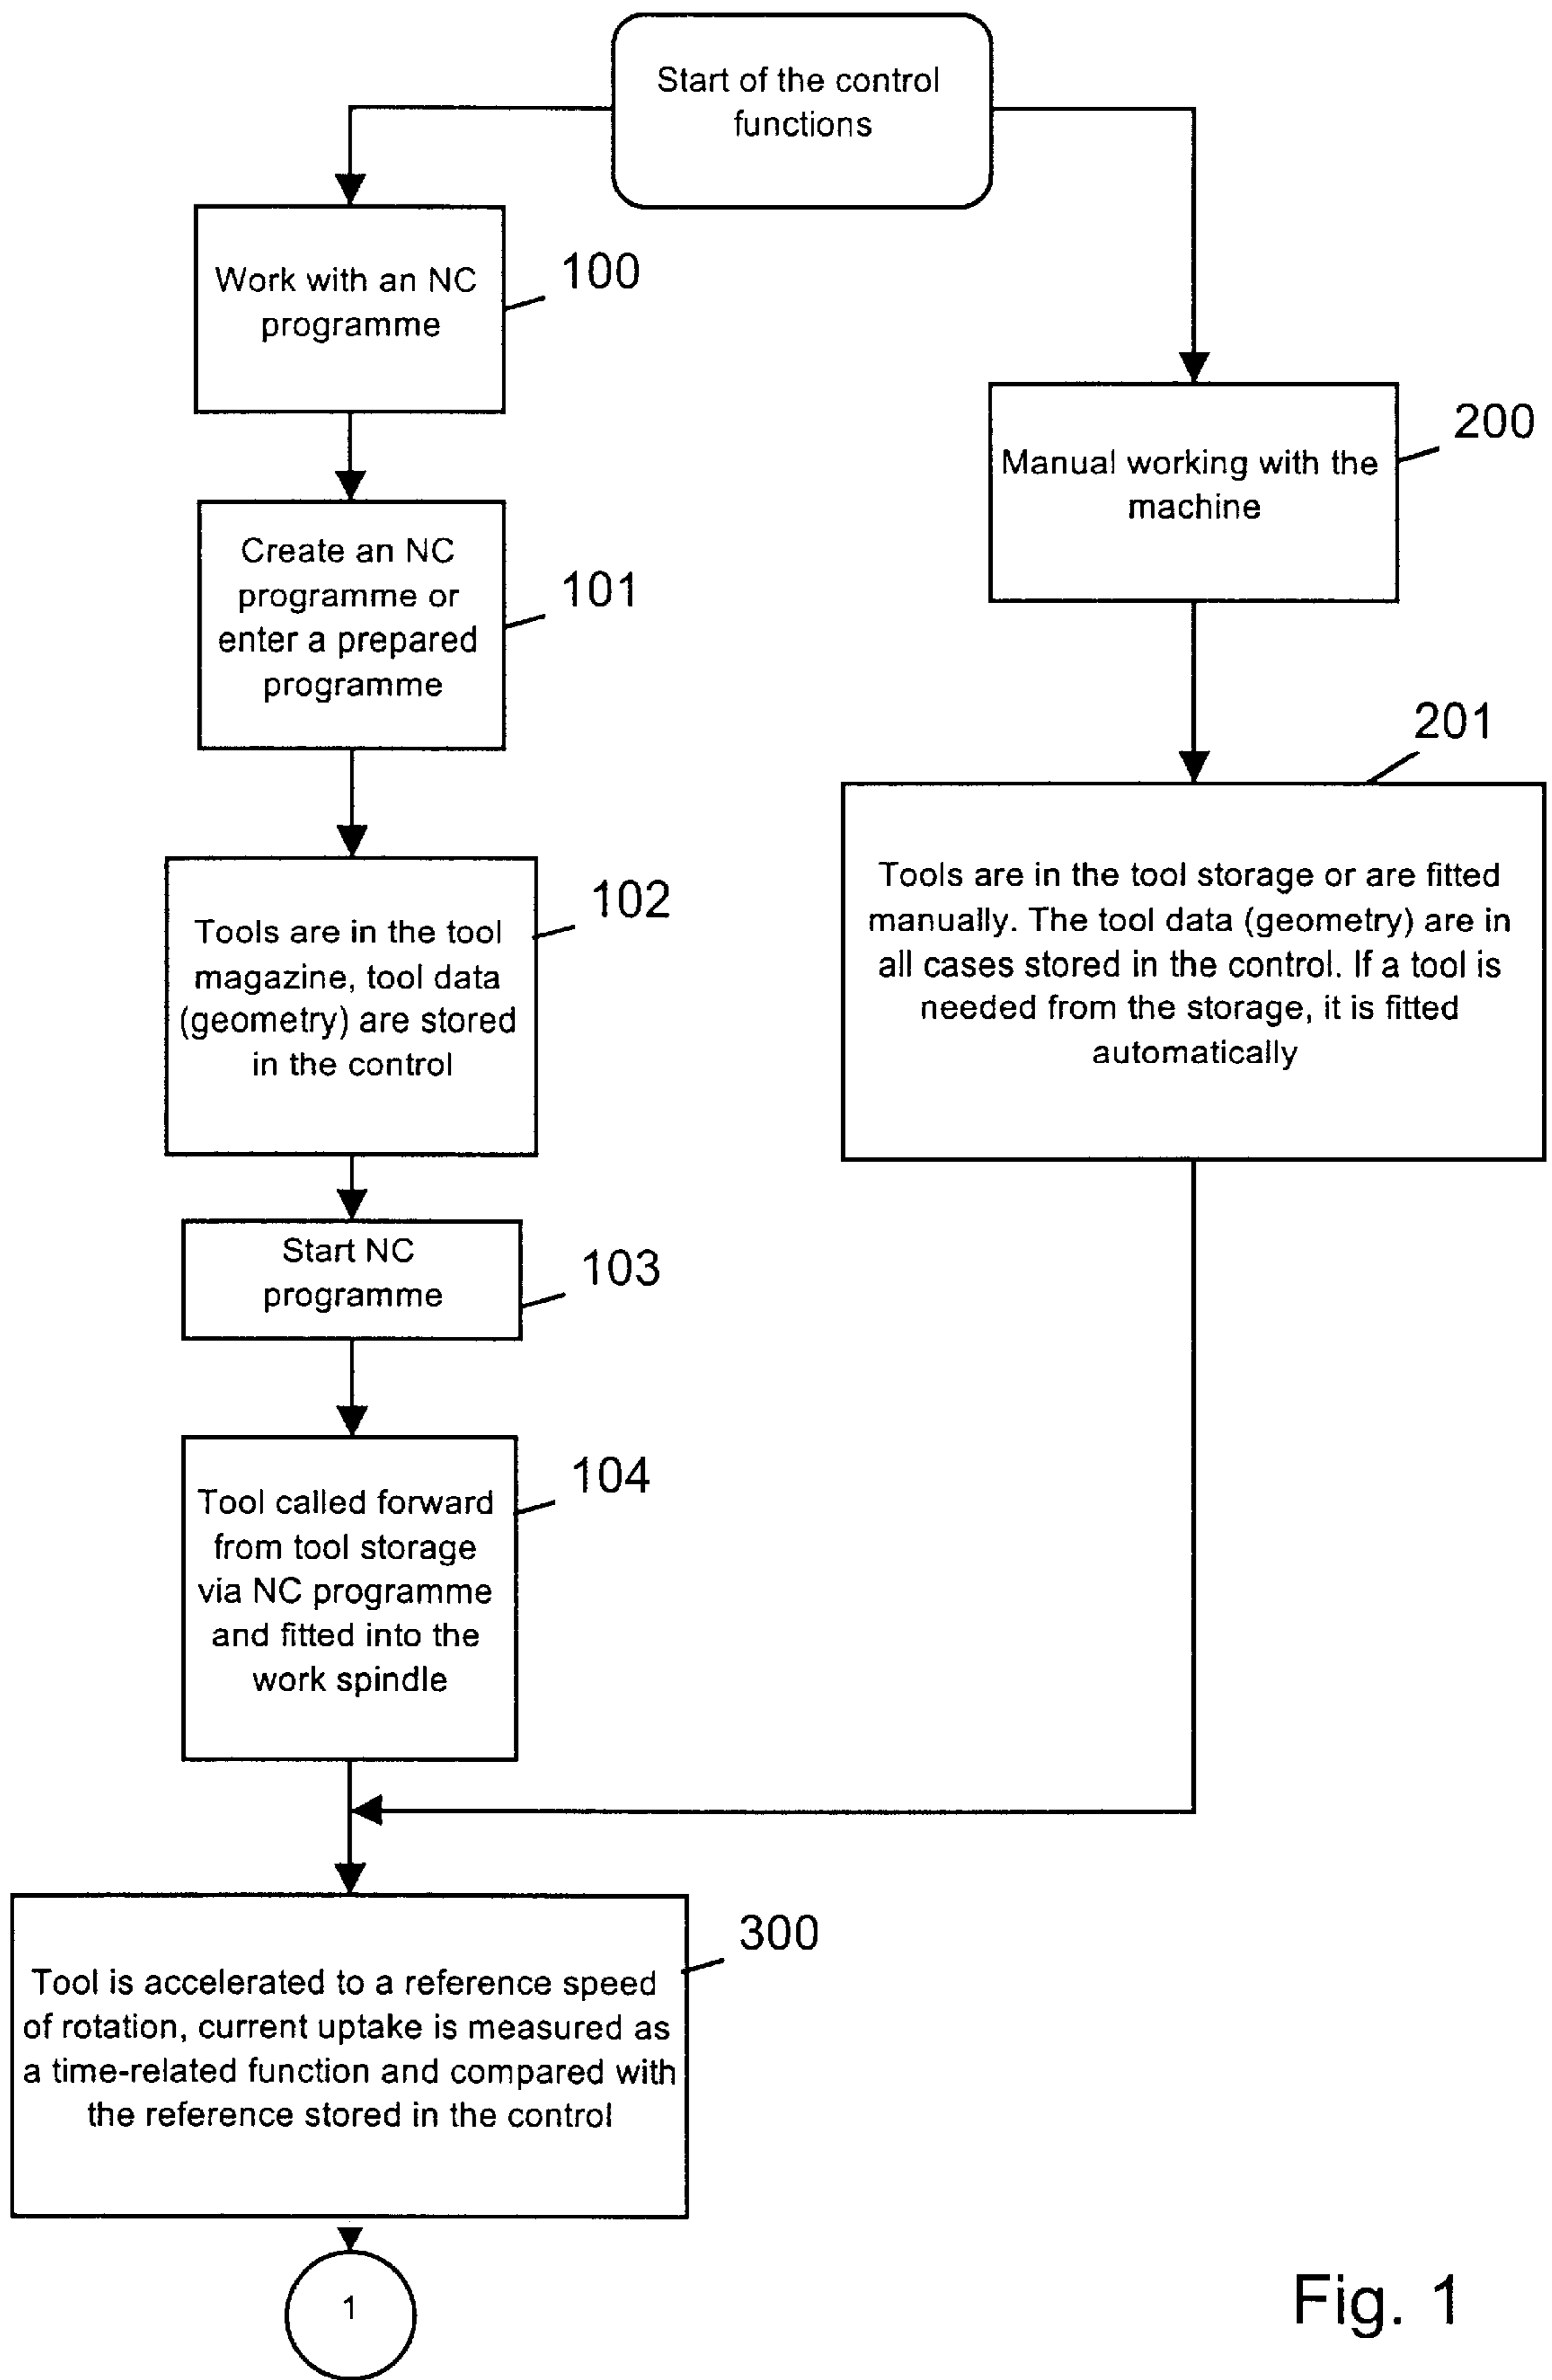 Start of the control
functions
Work with an NC
programme
100
Create an NC
programme or
enter a prepared
programme
101
Tools are in the tool
magazine, tool data
(geometry) are stored
in the control
102
Start NC
programme
103
Tool called forward
from tool storage
via NC programme
and fitted into the
work spindle
104
Manual working with the
machine
200
201
Tools are in the tool storage or are fitted
manually. The tool data (geometry) are in
all cases stored in the control. If a tool is
needed from the storage, it is fitted
automatically
300
Tool is accelerated to a reference speed
of rotation, current uptake is measured as
a time-related function and compared with
the reference stored in the control
1
Fig. 1